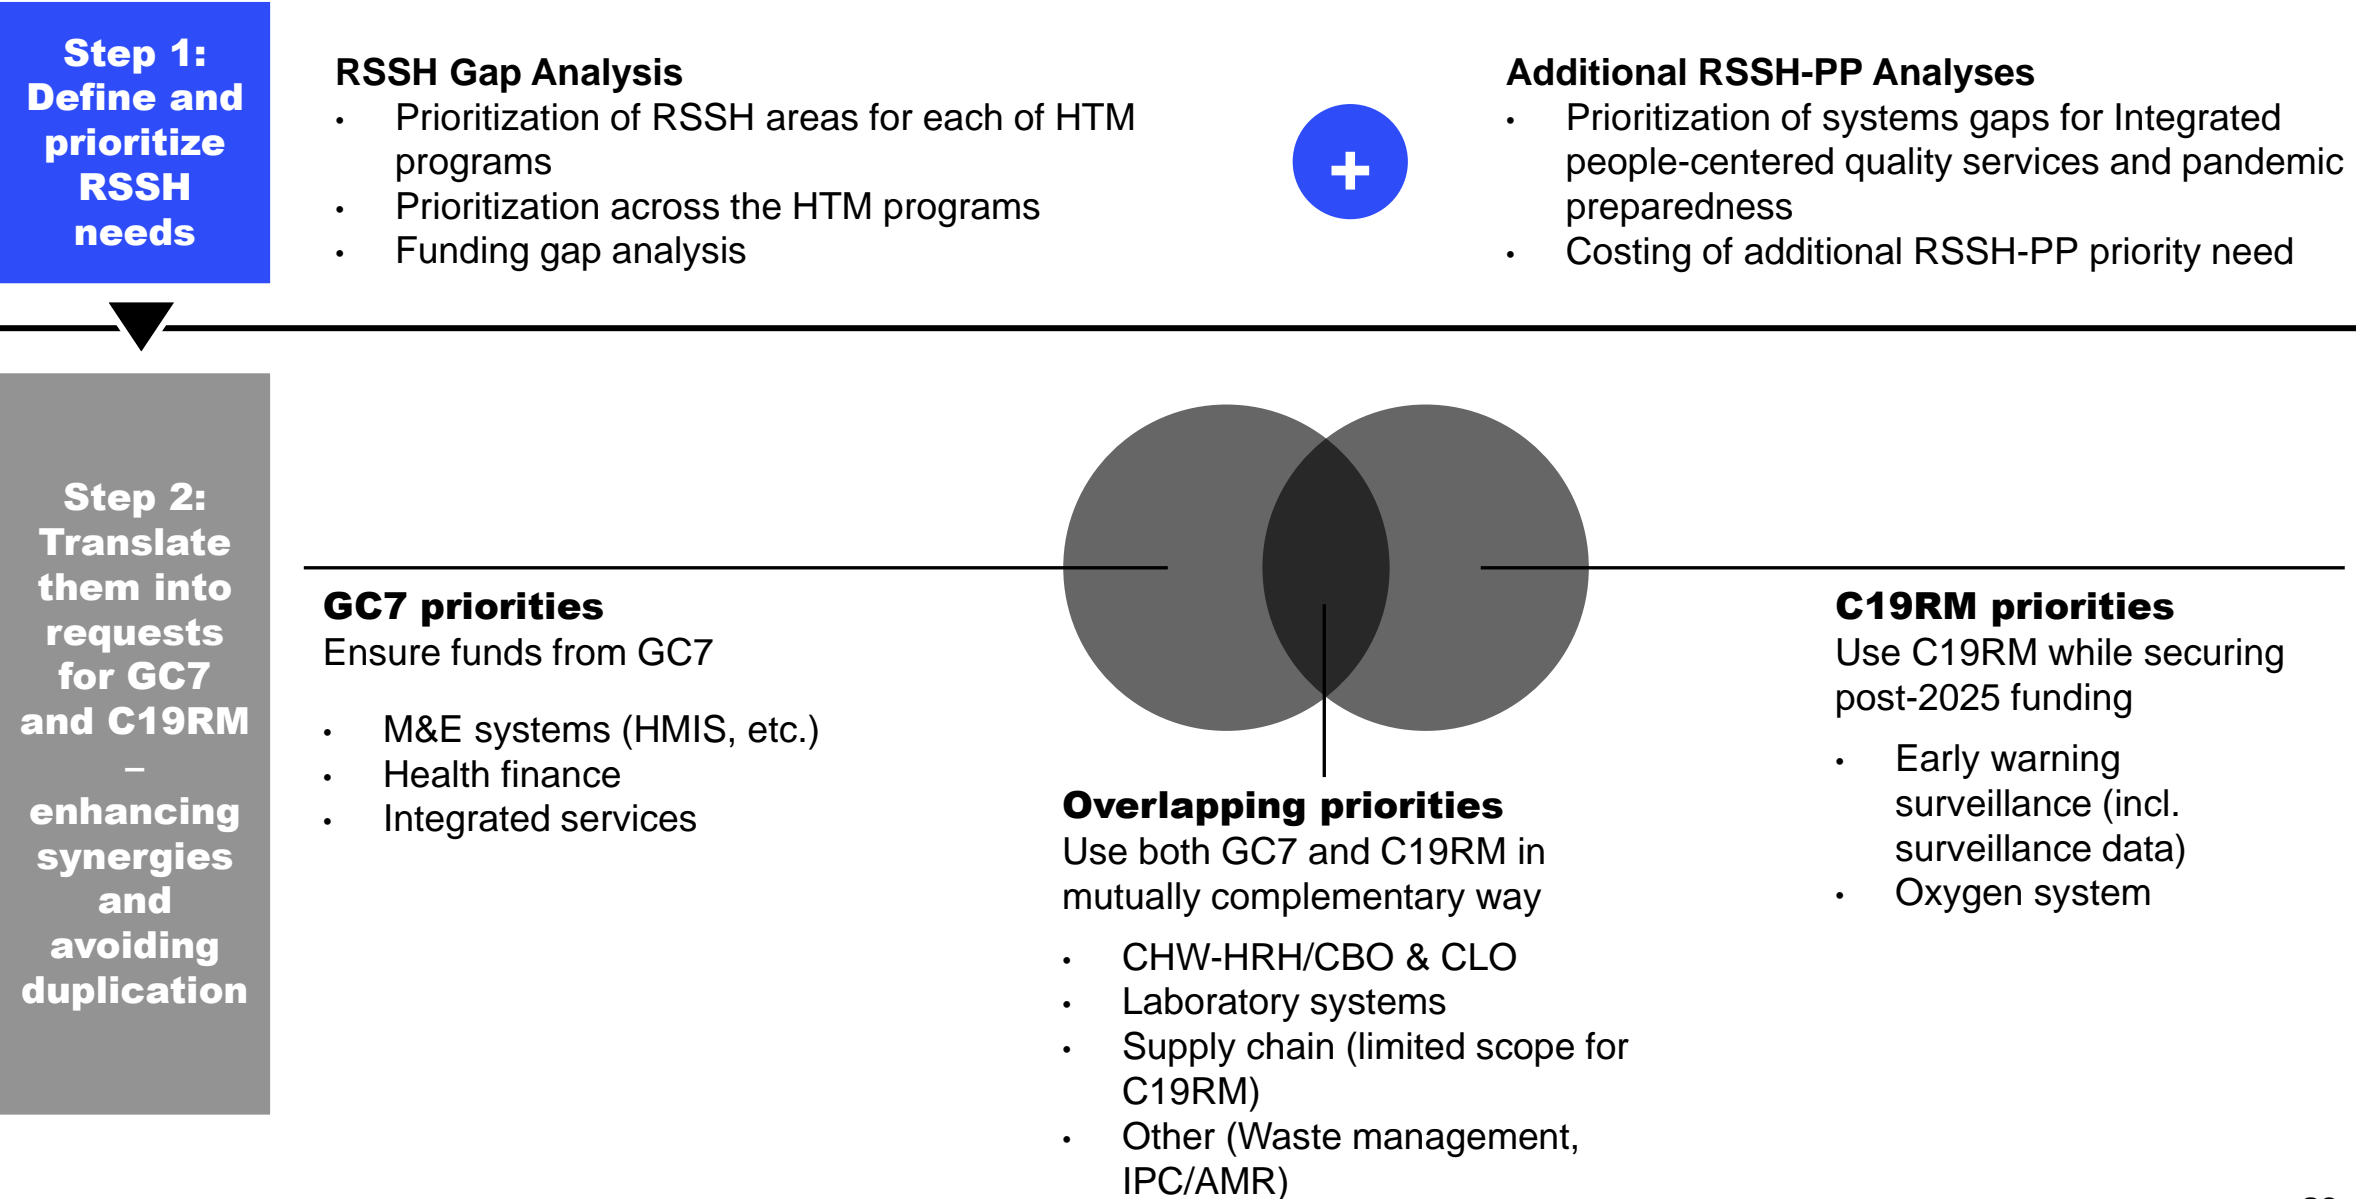 Step 1:
Define and
prioritize
RSSH
needs
RSSH Gap Analysis
• Prioritization of RSSH areas for each of HTM
programs
• Prioritization across the HTM programs
• Funding gap analysis
+
Additional RSSH-PP Analyses
• Prioritization of systems gaps for Integrated
people-centered quality services and pandemic
preparedness
• Costing of additional RSSH-PP priority need
Step 2:
Translate
them into
requests
for GC7
and C19RM
–
enhancing
synergies
and
avoiding
duplication
GC7 priorities
Ensure funds from GC7
• M&E systems (HMIS, etc.)
• Health finance
• Integrated services
Overlapping priorities
Use both GC7 and C19RM in
mutually complementary way
• CHW-HRH/CBO & CLO
• Laboratory systems
• Supply chain (limited scope for
C19RM)
• Other (Waste management,
IPC/AMR)
C19RM priorities
Use C19RM while securing
post-2025 funding
• Early warning
surveillance (incl.
surveillance data)
• Oxygen system